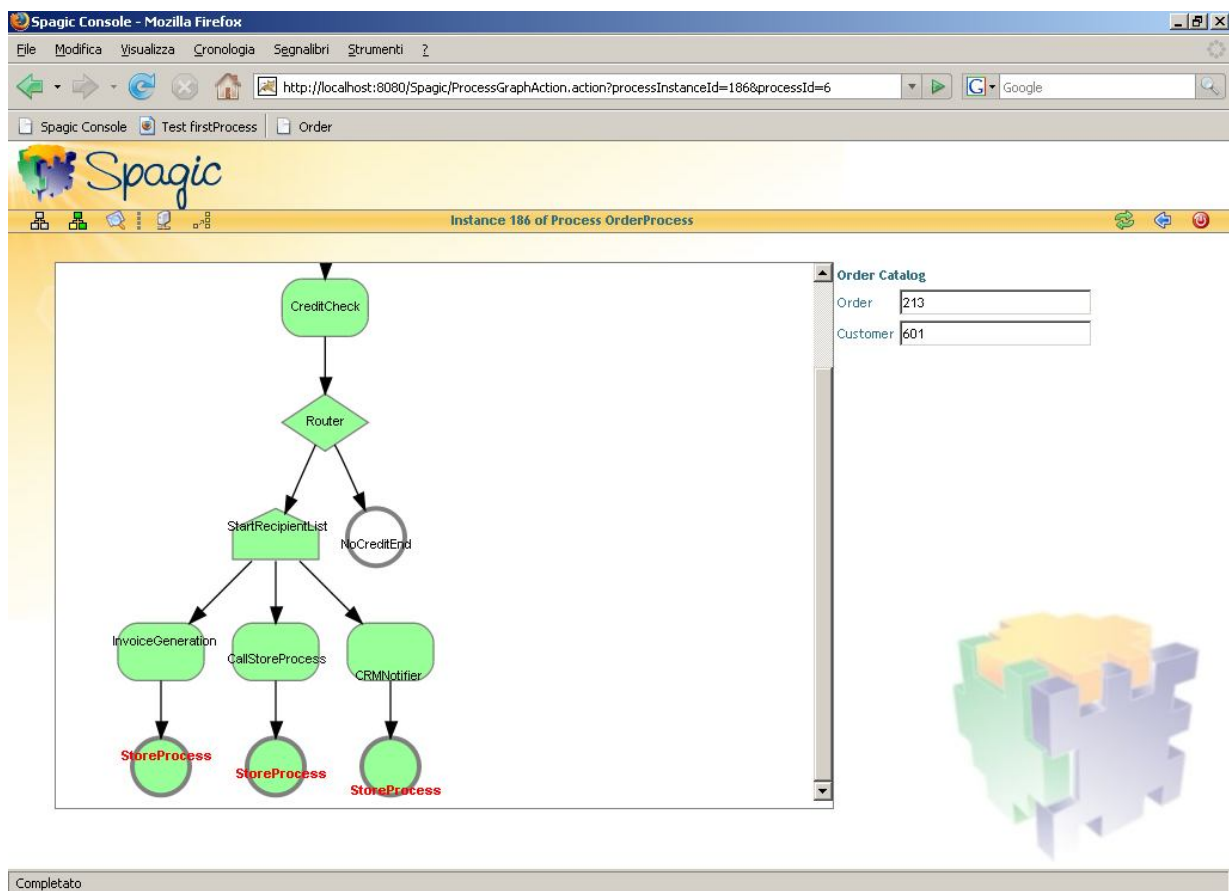 Spagic Console - Mozilla Firefox
File Modifica Visualizza Cronologia Segnalibri Strumenti ?
http://localhost:8080/Spagic/ProcessGraphAction.action?processInstanceId=186&processId=6
G Google
Spagic Console Test firstProcess Order
Spagic
Instance 186 of Process OrderProcess
Order Catalog
Order 213
Customer 601
CreditCheck
Router
StartRecipientList
NoCreditEnd
InvoiceGeneration
CallStoreProcess
CRMNotifier
StoreProcess
StoreProcess
StoreProcess
Completato